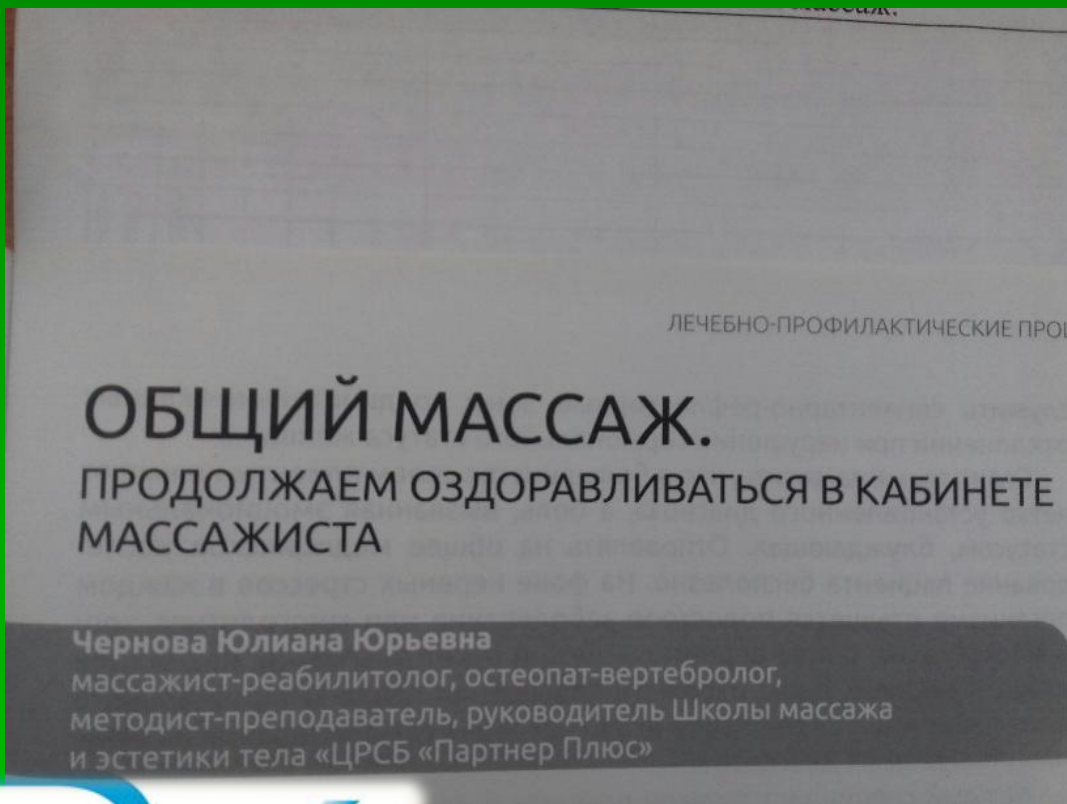 массаж.
ЛЕЧЕБНО-ПРОФИЛАКТИЧЕСКИЕ
ОБЩИЙ МАССАЖ.
ПРОДОЛЖАЕМ ОЗДОРАВЛИВАТЬСЯ В КАБИНЕТЕ
МАССАЖИСТА
Чернова Юлиана Юрьевна
массажист-реабилитолог, остеопат-вертебролог,
методист-преподаватель, руководитель Школы массажа
и эстетики тела «ЦРСБ «Партнер Плюс»